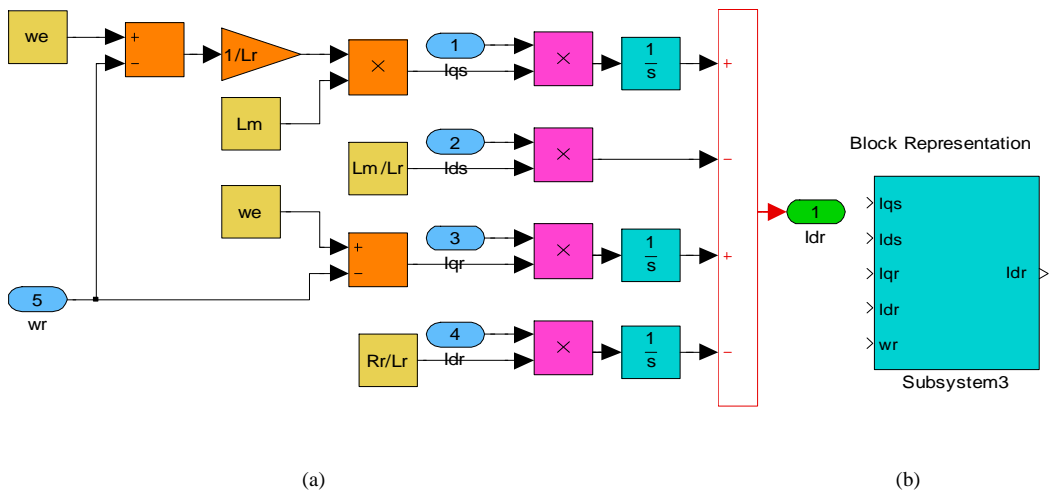 we
+
−
1/Lr
×
Lm
1
Iqs
×
1
s
+
2
Ids
Lm/Lr
×
−
we
+
−
3
Iqr
×
1
s
+
5
wr
4
Idr
Rr/Lr
×
1
s
−
1
Idr
Block Representation
Iqs
Ids
Iqr
Idr
wr
Idr
Subsystem3
(a)
(b)